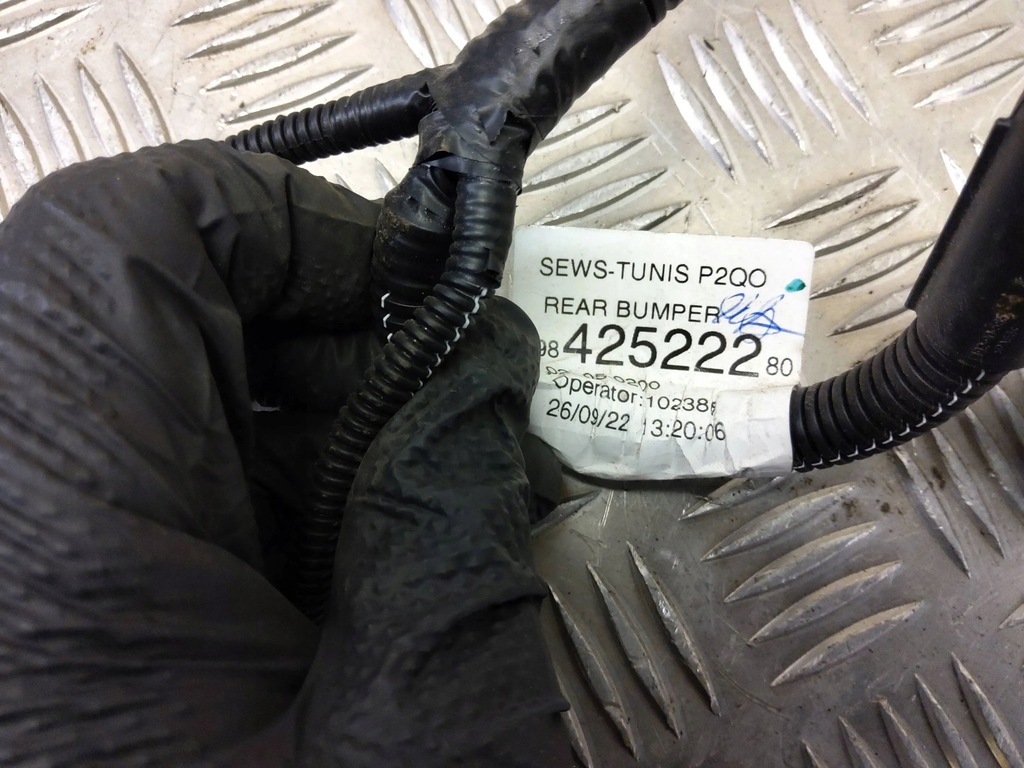 SEWS-TUNIS P2QO
REAR BUMPER
98 425222 80
Operator:10238
26/09/22 13:20:06